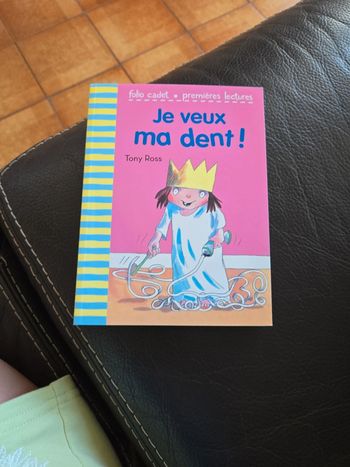 folio cadet • premières lectures
Je veux
ma dent !
Tony Ross